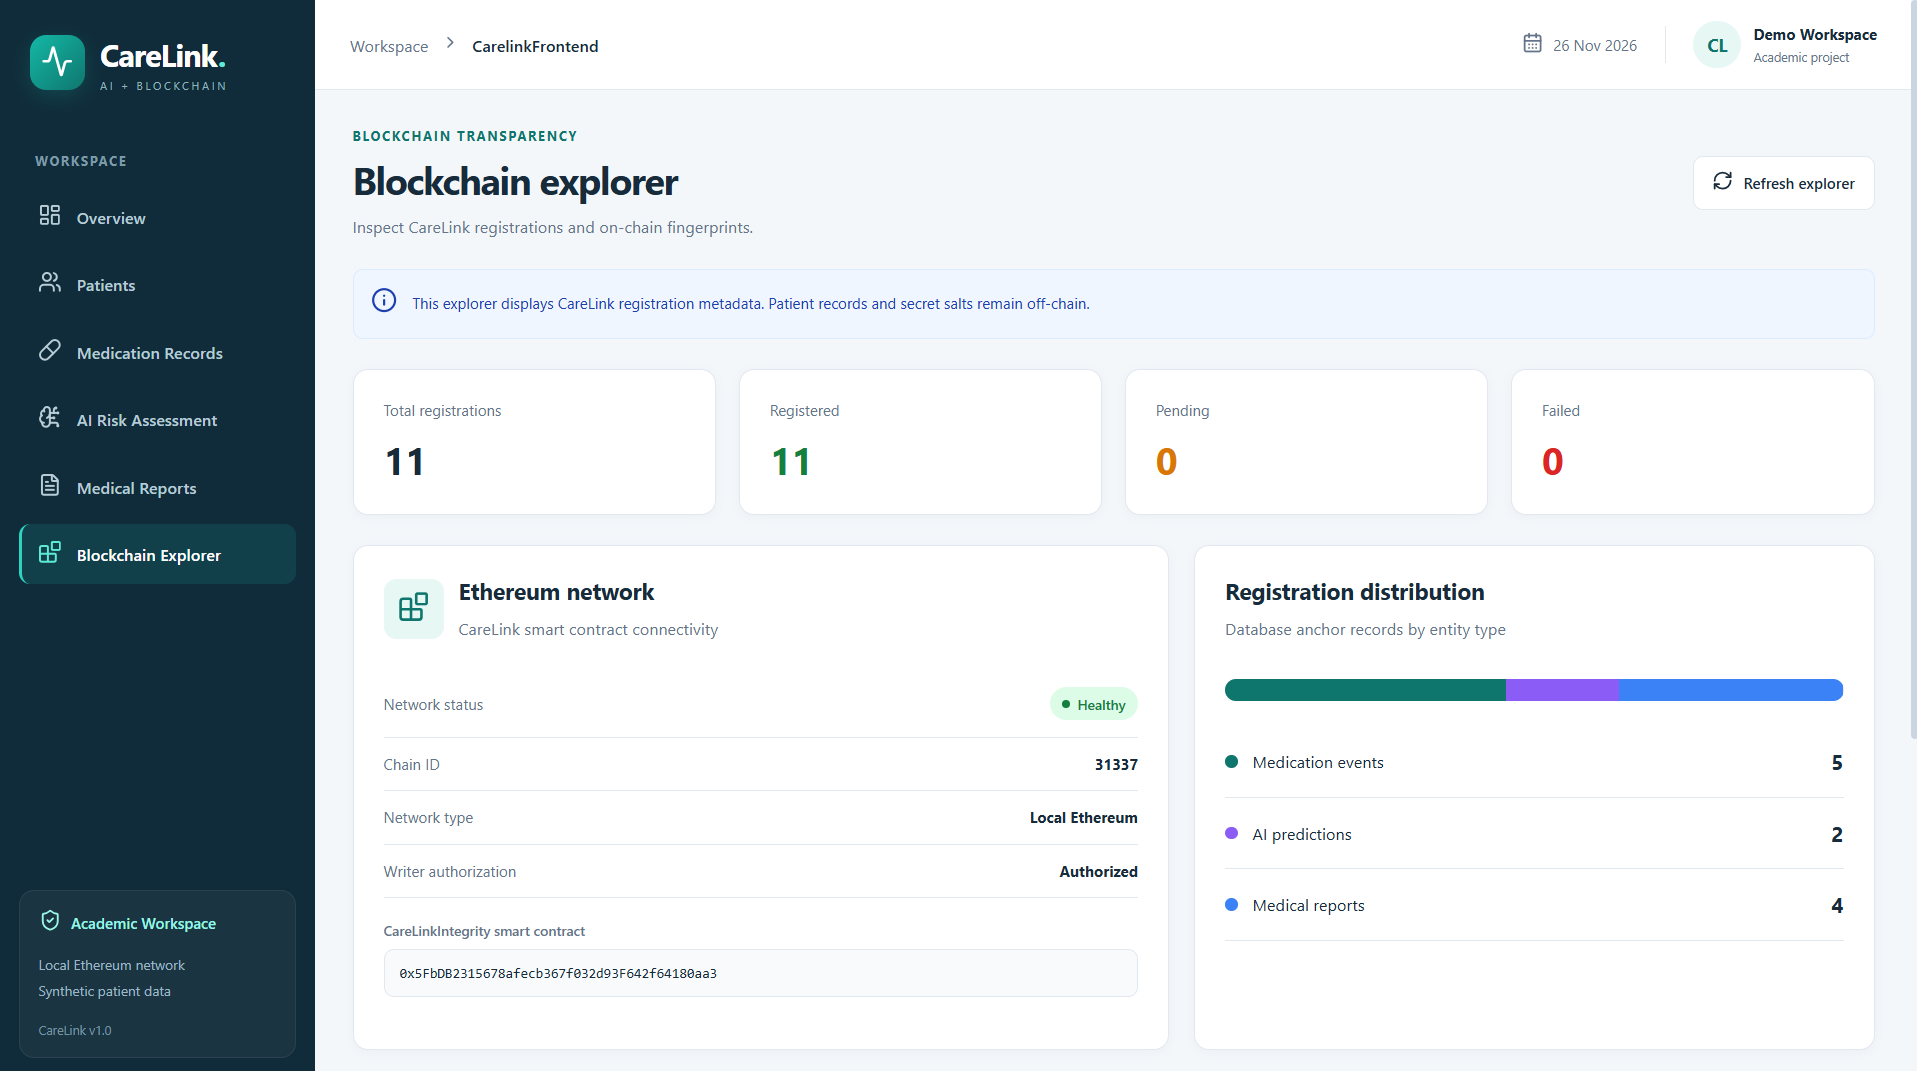 CareLink.
AI + BLOCKCHAIN
WORKSPACE
Overview
Patients
Medication Records
AI Risk Assessment
Medical Reports
Blockchain Explorer
Academic Workspace
Local Ethereum network
Synthetic patient data
CareLink v1.0
Workspace > CarelinkFrontend
26 Nov 2026
CL
Demo Workspace
Academic project
BLOCKCHAIN TRANSPARENCY
Blockchain explorer
Inspect CareLink registrations and on-chain fingerprints.
Refresh explorer
This explorer displays CareLink registration metadata. Patient records and secret salts remain off-chain.
Total registrations
11
Registered
11
Pending
0
Failed
0
Ethereum network
CareLink smart contract connectivity
Network status Healthy
Chain ID 31337
Network type Local Ethereum
Writer authorization Authorized
CareLinkIntegrity smart contract
0x5FbDB2315678afecb367f032d93F642f64180aa3
Registration distribution
Database anchor records by entity type
Medication events 5
AI predictions 2
Medical reports 4